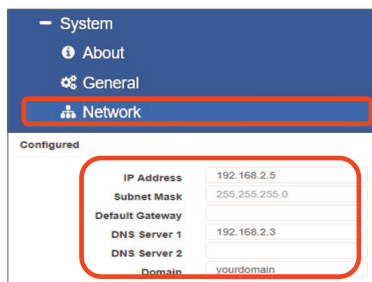 System
About
General
Network
Configured
IP Address 192.168.2.5
Subnet Mask 255.255.255.0
Default Gateway
DNS Server 1 192.168.2.3
DNS Server 2
Domain yourdomain